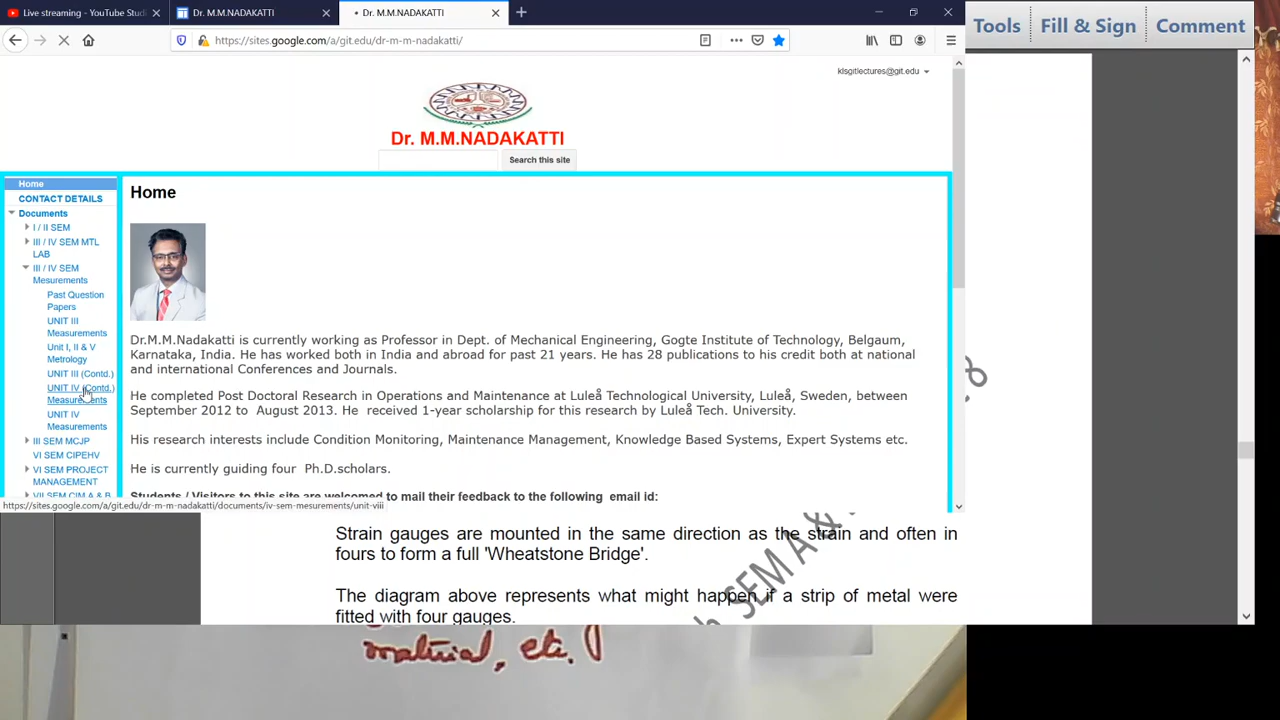 Live streaming - YouTube Studi
Dr. M.M.NADAKATTI
Dr. M.M.NADAKATTI
Tools
Fill & Sign
Comment
https://sites.google.com/a/git.edu/dr-m-m-nadakatti/
klsgitlectures@git.edu
Dr. M.M.NADAKATTI
Search this site
Home
CONTACT DETAILS
Documents
I / II SEM
III / IV SEM MTL
LAB
III / IV SEM
Mesurements
Past Question
Papers
UNIT III
Measurements
Unit I, II & V
Metrology
UNIT III (Contd.)
UNIT IV (Contd.)
Measurements
UNIT IV
Measurements
III SEM MCJP
VI SEM CIPEHV
VI SEM PROJECT
MANAGEMENT
VII SEM CIM A & B
Home
Dr.M.M.Nadakatti is currently working as Professor in Dept. of Mechanical Engineering, Gogte Institute of Technology, Belgaum,
Karnataka, India. He has worked both in India and abroad for past 21 years. He has 28 publications to his credit both at national
and international Conferences and Journals.
He completed Post Doctoral Research in Operations and Maintenance at Luleå Technological University, Luleå, Sweden, between
September 2012 to August 2013. He received 1-year scholarship for this research by Luleå Tech. University.
His research interests include Condition Monitoring, Maintenance Management, Knowledge Based Systems, Expert Systems etc.
He is currently guiding four Ph.D.scholars.
Students / Visitors to this site are welcomed to mail their feedback to the following email id:
https://sites.google.com/a/git.edu/dr-m-m-nadakatti/documents/iv-sem-mesurements/unit-viii
Strain gauges are mounted in the same direction as the strain and often in
fours to form a full 'Wheatstone Bridge'.
The diagram above represents what might happen if a strip of metal were
fitted with four gauges.
SEM A &
material, etc.